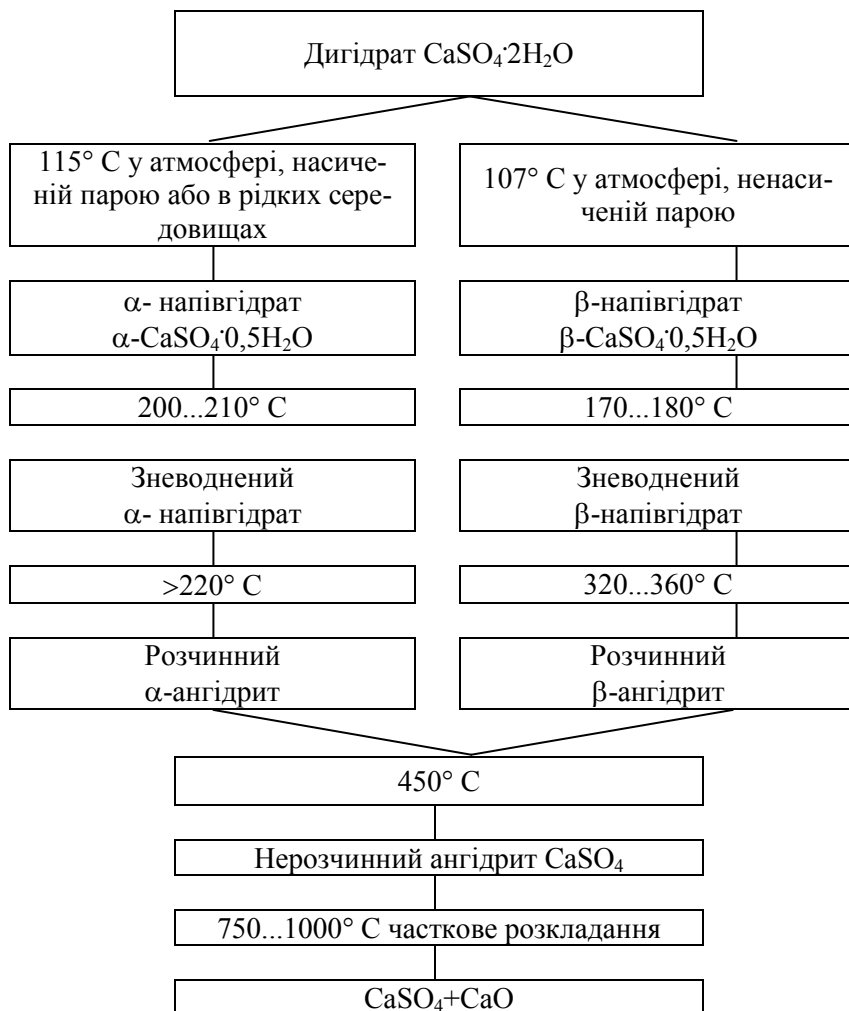 Дигідрат CaSO₄·2H₂O
115° С у атмосфері, насиче-
ній парою або в рідких сере-
довищах
107° С у атмосфері, ненаси-
ченій парою
α- напівгідрат
α-CaSO₄·0,5H₂O
β-напівгідрат
β-CaSO₄·0,5H₂O
200...210° С
170...180° С
Зневоднений
α- напівгідрат
Зневоднений
β-напівгідрат
>220° С
320...360° С
Розчинний
α-ангідрит
Розчинний
β-ангідрит
450° С
Нерозчинний ангідрит CaSO₄
750...1000° С часткове розкладання
CaSO₄+CaO